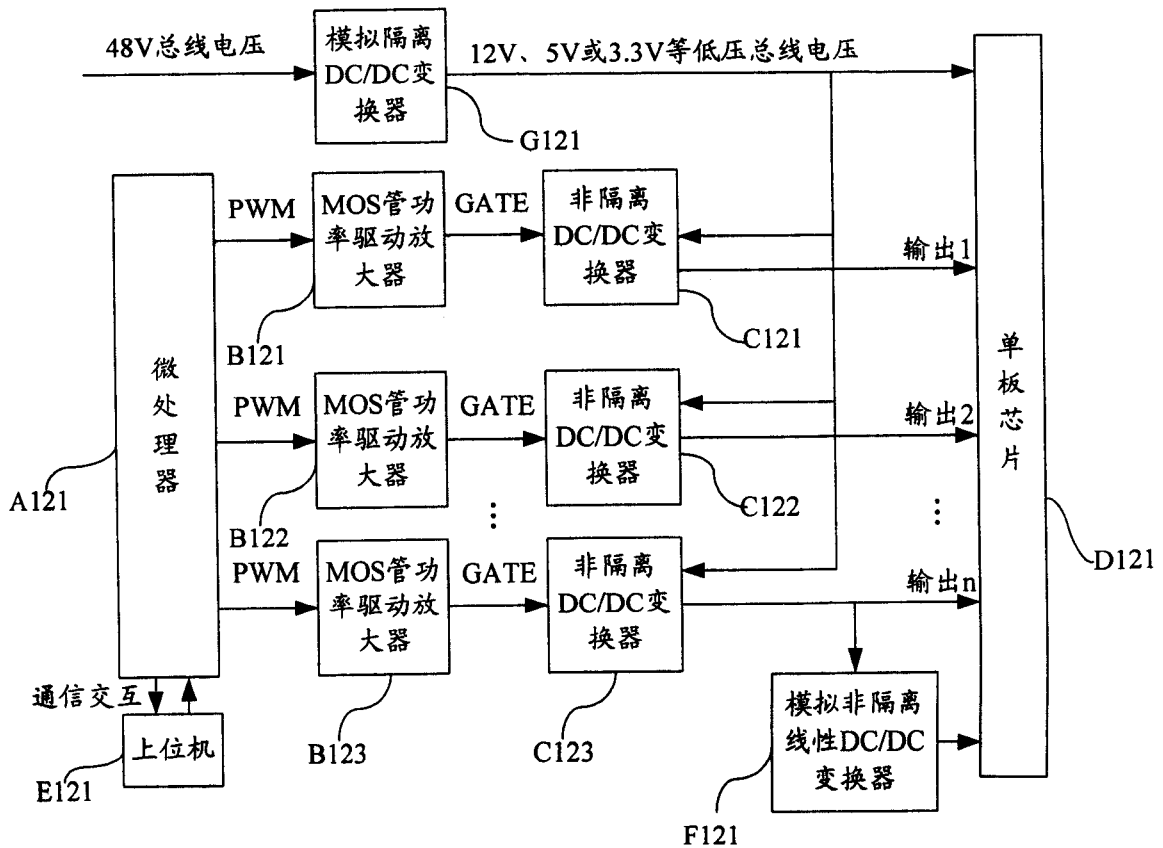 48V总线电压
模拟隔离
DC/DC变
换器
12V、5V或3.3V等低压总线电压
G121
PWM
MOS管功
率驱动放
大器
GATE
非隔离
DC/DC变
换器
输出1
B121
C121
微
处
理
器
A121
PWM
MOS管功
率驱动放
大器
GATE
非隔离
DC/DC变
换器
输出2
B122
C122
⋮
⋮
单
板
芯
片
D121
PWM
MOS管功
率驱动放
大器
GATE
非隔离
DC/DC变
换器
输出n
B123
C123
通信交互
上位机
E121
模拟非隔离
线性DC/DC
变换器
F121